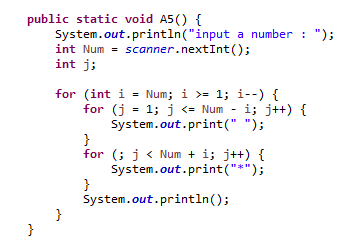 public static void A5() {
    System.out.println("input a number : ");
    int Num = scanner.nextInt();
    int j;

    for (int i = Num; i >= 1; i--) {
        for (j = 1; j <= Num - i; j++) {
            System.out.print(" ");
        }
        for (; j < Num + i; j++) {
            System.out.print("*");
        }
        System.out.println();
    }
}